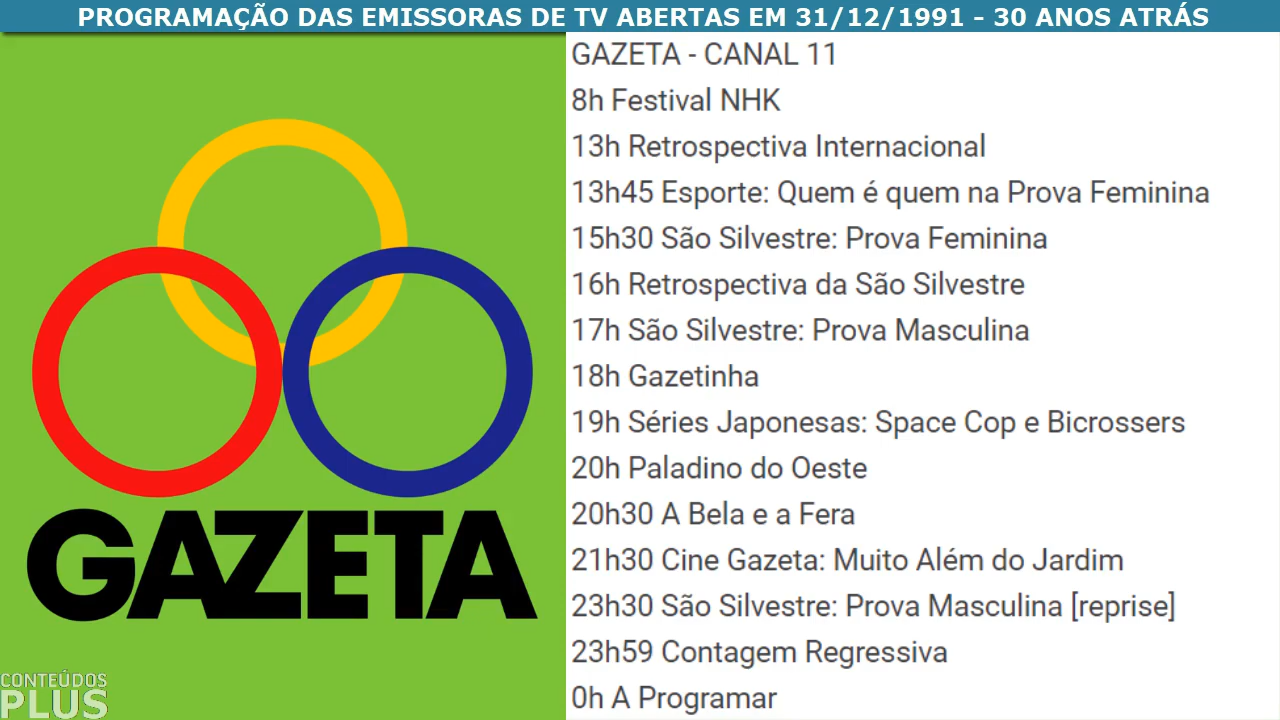 PROGRAMAÇÃO DAS EMISSORAS DE TV ABERTAS EM 31/12/1991 - 30 ANOS ATRÁS
GAZETA - CANAL 11
8h Festival NHK
13h Retrospectiva Internacional
13h45 Esporte: Quem é quem na Prova Feminina
15h30 São Silvestre: Prova Feminina
16h Retrospectiva da São Silvestre
17h São Silvestre: Prova Masculina
18h Gazetinha
19h Séries Japonesas: Space Cop e Bicrossers
20h Paladino do Oeste
20h30 A Bela e a Fera
21h30 Cine Gazeta: Muito Além do Jardim
23h30 São Silvestre: Prova Masculina [reprise]
23h59 Contagem Regressiva
0h A Programar
GAZETA
CONTEÚDOS
PLUS